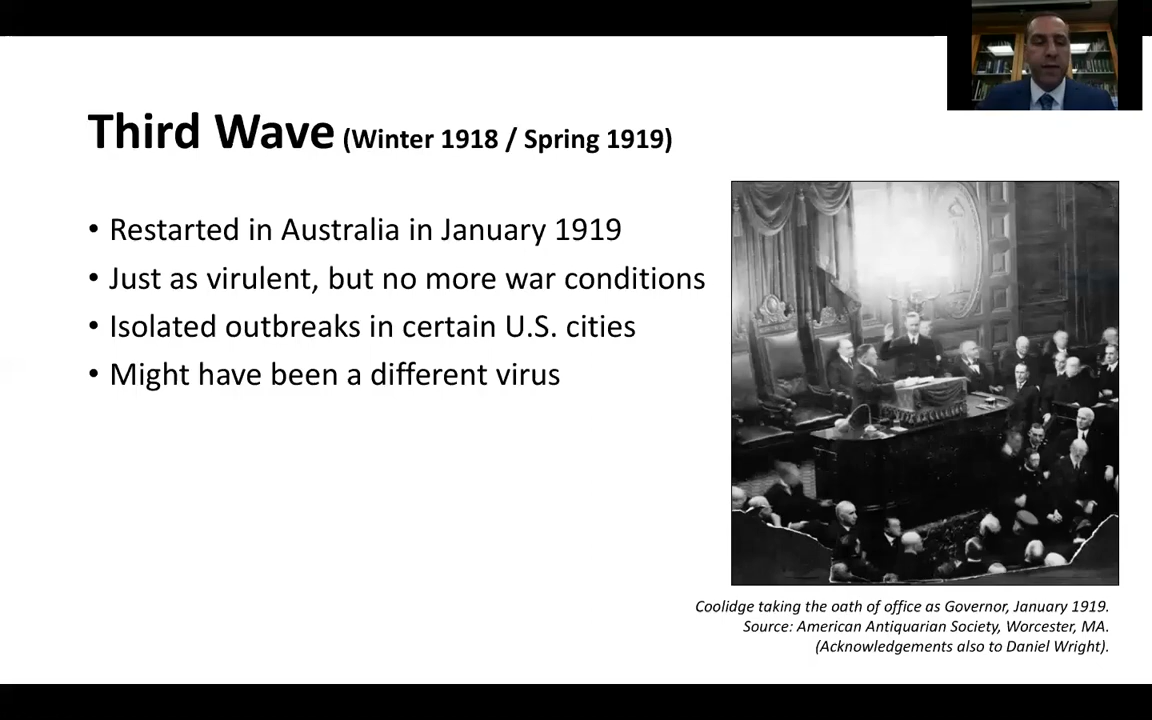 Third Wave (Winter 1918 / Spring 1919)
• Restarted in Australia in January 1919
• Just as virulent, but no more war conditions
• Isolated outbreaks in certain U.S. cities
• Might have been a different virus
Coolidge taking the oath of office as Governor, January 1919.
Source: American Antiquarian Society, Worcester, MA.
(Acknowledgements also to Daniel Wright).